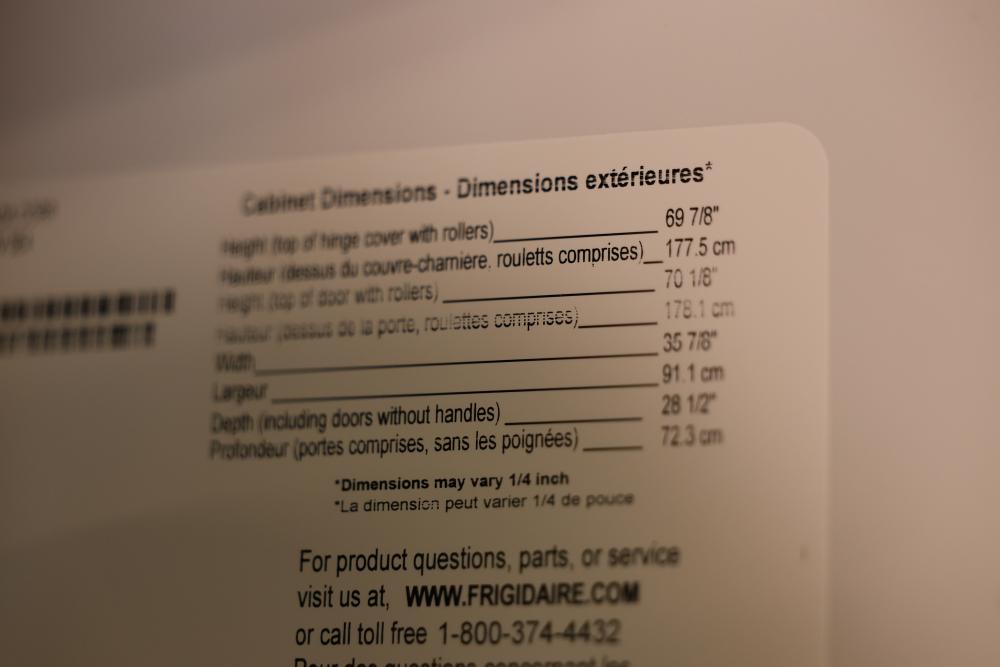 Cabinet Dimensions - Dimensions extérieures*
Height (top of hinge cover with rollers) 69 7/8"
Hauteur (dessus du couvre-charniere. rouletts comprises) 177.5 cm
Height (top of door with rollers) 70 1/8"
Hauteur (dessus de la porte, roulettes comprises) 178.1 cm
Width 35 7/8"
Largeur 91.1 cm
Depth (including doors without handles) 28 1/2"
Profondeur (portes comprises, sans les poignées) 72.3 cm
*Dimensions may vary 1/4 inch
*La dimension peut varier 1/4 de pouce
For product questions, parts, or service
visit us at, WWW.FRIGIDAIRE.COM
or call toll free 1-800-374-4432
Pour des questions concernant les